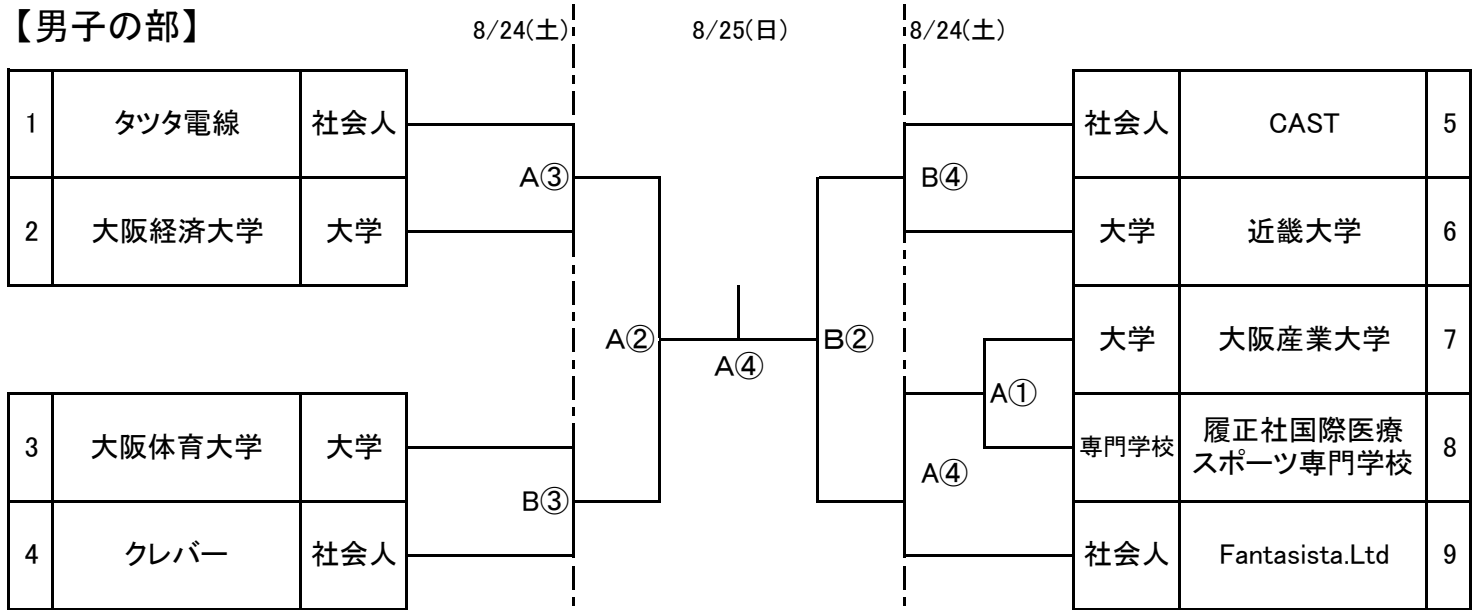 【男子の部】
8/24(土)
8/25(日)
8/24(土)
1 タツタ電線 社会人
2 大阪経済大学 大学
3 大阪体育大学 大学
4 クレバー 社会人
A③
B③
A②
A④
B②
B④
A①
A④
社会人 CAST 5
大学 近畿大学 6
大学 大阪産業大学 7
専門学校 履正社国際医療
スポーツ専門学校 8
社会人 Fantasista.Ltd 9